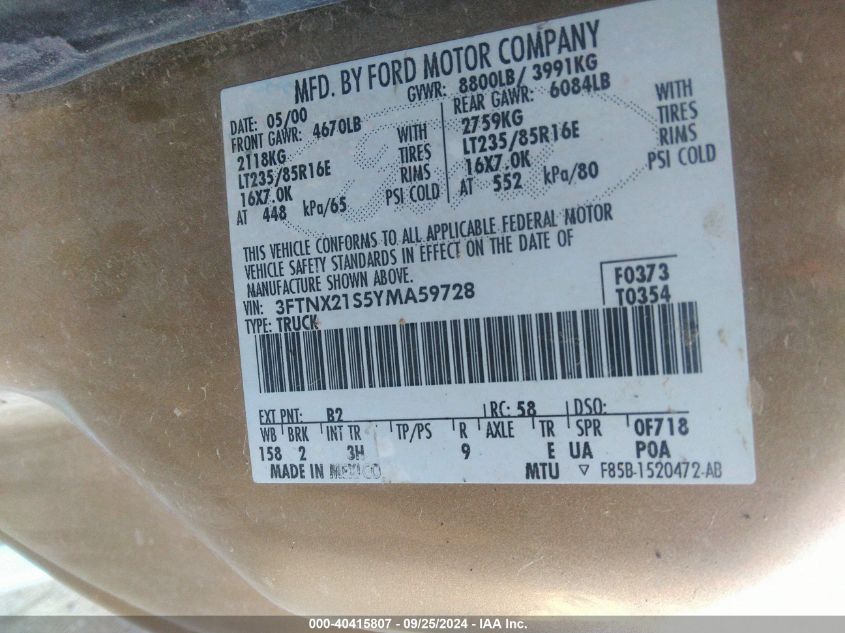 MFD. BY FORD MOTOR COMPANY
DATE: 05/00 GVWR: 8800LB/ 3991KG
FRONT GAWR: 4670LB REAR GAWR: 6084LB
2118KG WITH 2759KG WITH
LT235/85R16E TIRES LT235/85R16E TIRES
16X7.0K RIMS 16X7.0K RIMS
AT 448 kPa/65 PSI COLD AT 552 kPa/80 PSI COLD
THIS VEHICLE CONFORMS TO ALL APPLICABLE FEDERAL MOTOR
VEHICLE SAFETY STANDARDS IN EFFECT ON THE DATE OF
MANUFACTURE SHOWN ABOVE.
VIN: 3FTNX21S5YMA59728 F0373
TYPE: TRUCK T0354
EXT PNT: B2 RC: 58 DSO:
WB BRK INT TR TP/PS R AXLE TR SPR 0F718
158 2 3H 9 E UA POA
MADE IN MEXICO MTU F85B-1520472-AB
000-40415807 - 09/25/2024 - IAA Inc.